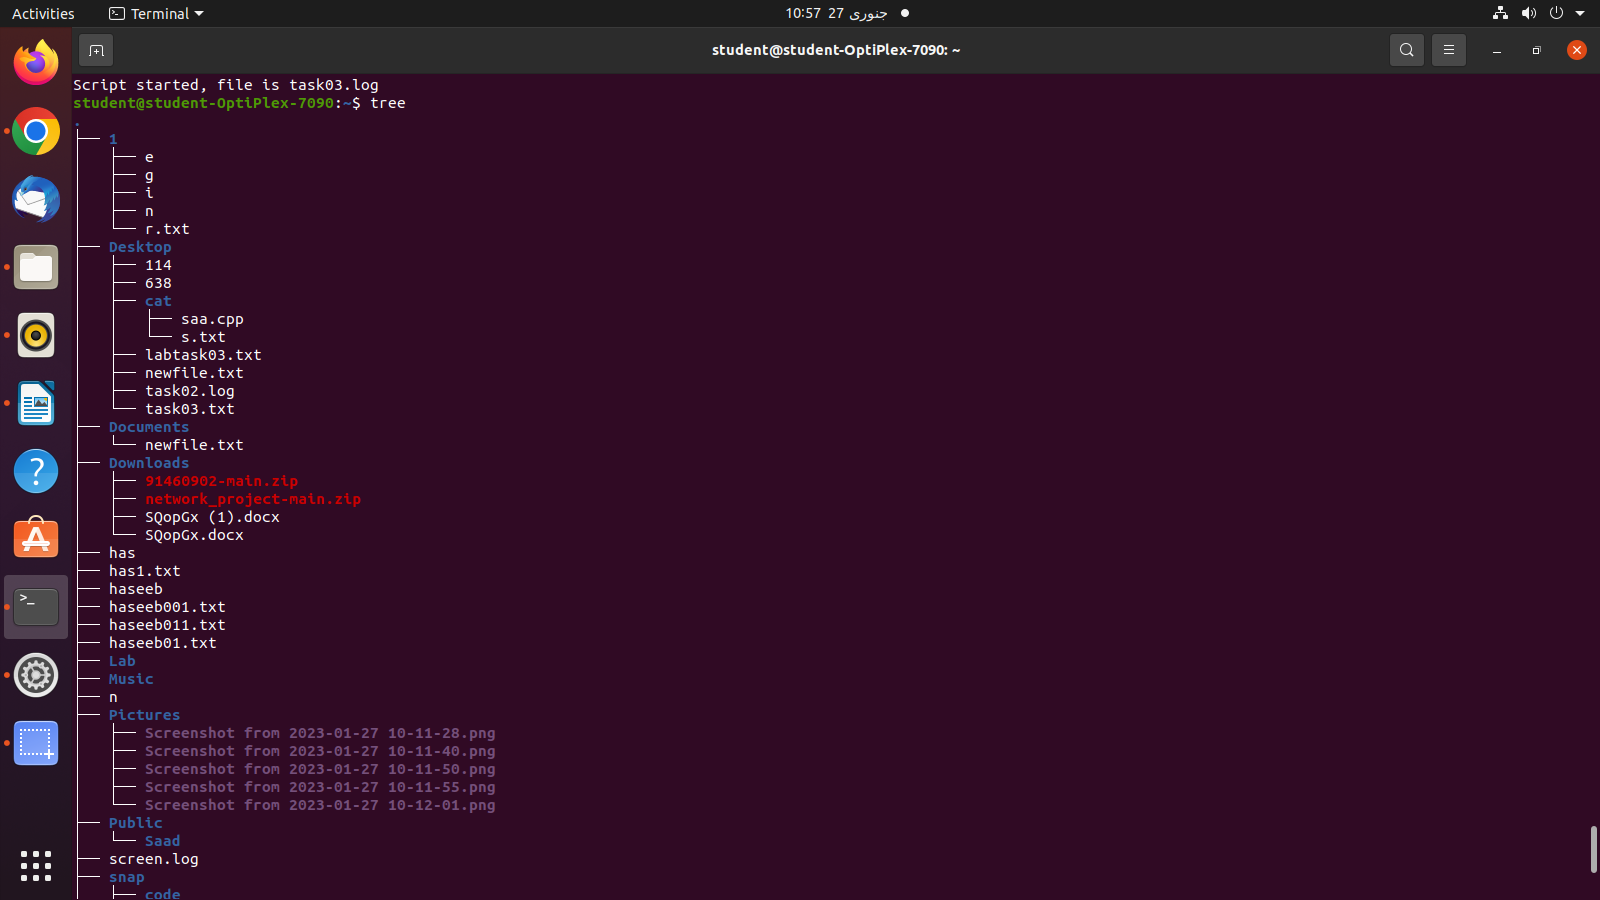 Activities
Terminal
10:57 27 جنوری
student@student-OptiPlex-7090: ~
Script started, file is task03.log
student@student-OptiPlex-7090:~$ tree
.
├── 1
│   ├── e
│   ├── g
│   ├── i
│   ├── n
│   └── r.txt
├── Desktop
│   ├── 114
│   ├── 638
│   ├── cat
│   │   ├── saa.cpp
│   │   └── s.txt
│   ├── labtask03.txt
│   ├── newfile.txt
│   ├── task02.log
│   └── task03.txt
├── Documents
│   └── newfile.txt
├── Downloads
│   ├── 91460902-main.zip
│   ├── network_project-main.zip
│   ├── SQopGx (1).docx
│   └── SQopGx.docx
├── has
├── has1.txt
├── haseeb
├── haseeb001.txt
├── haseeb011.txt
├── haseeb01.txt
├── Lab
├── Music
├── n
├── Pictures
│   ├── Screenshot from 2023-01-27 10-11-28.png
│   ├── Screenshot from 2023-01-27 10-11-40.png
│   ├── Screenshot from 2023-01-27 10-11-50.png
│   ├── Screenshot from 2023-01-27 10-11-55.png
│   └── Screenshot from 2023-01-27 10-12-01.png
├── Public
│   └── Saad
├── screen.log
├── snap
│   ├── code